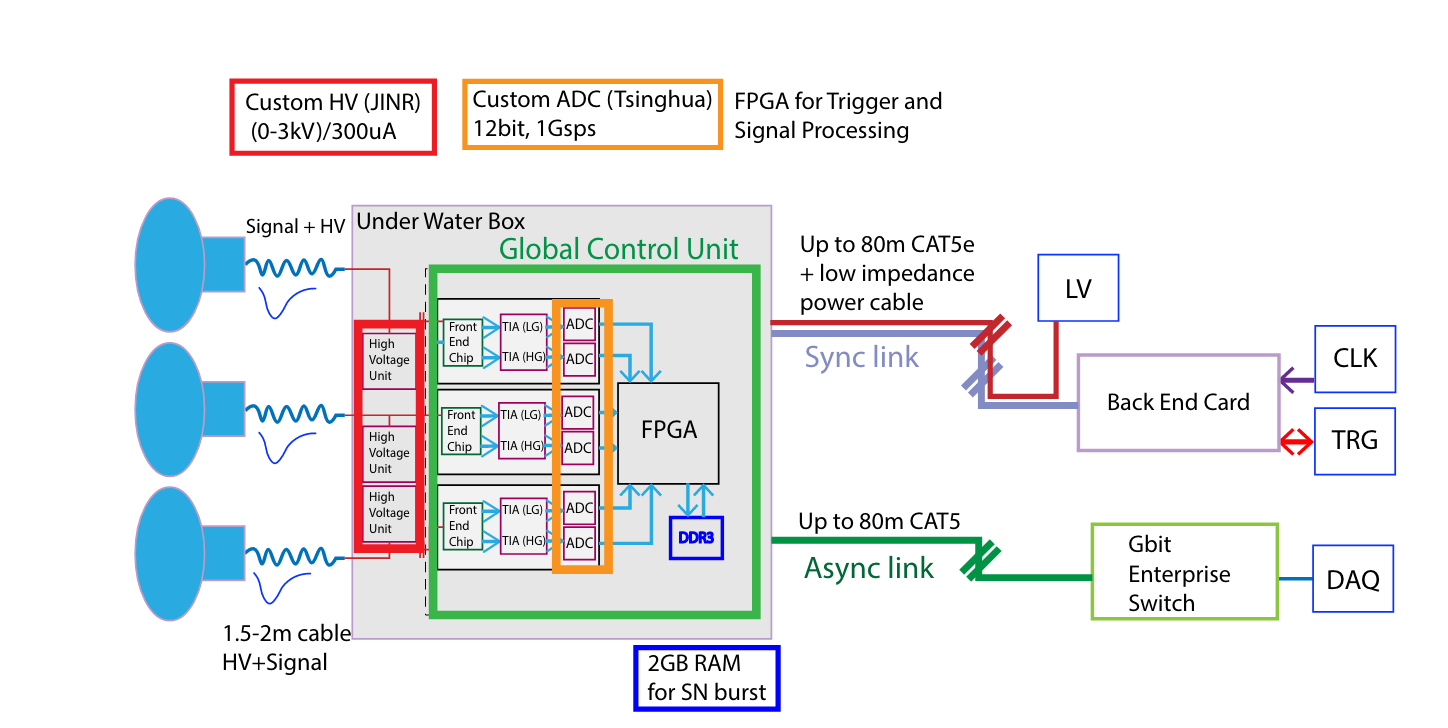 Custom HV (JINR)
(0-3kV)/300uA
Custom ADC (Tsinghua)
12bit, 1Gsps
FPGA for Trigger and
Signal Processing
Signal + HV
Under Water Box
Global Control Unit
High
Voltage
Unit
High
Voltage
Unit
High
Voltage
Unit
Front
End
Chip
TIA (LG)
TIA (HG)
ADC
ADC
Front
End
Chip
TIA (LG)
TIA (HG)
ADC
ADC
Front
End
Chip
TIA (LG)
TIA (HG)
ADC
ADC
FPGA
DDR3
Up to 80m CAT5e
+ low impedance
power cable
Sync link
LV
Back End Card
CLK
TRG
Up to 80m CAT5
Async link
Gbit
Enterprise
Switch
DAQ
1.5-2m cable
HV+Signal
2GB RAM
for SN burst